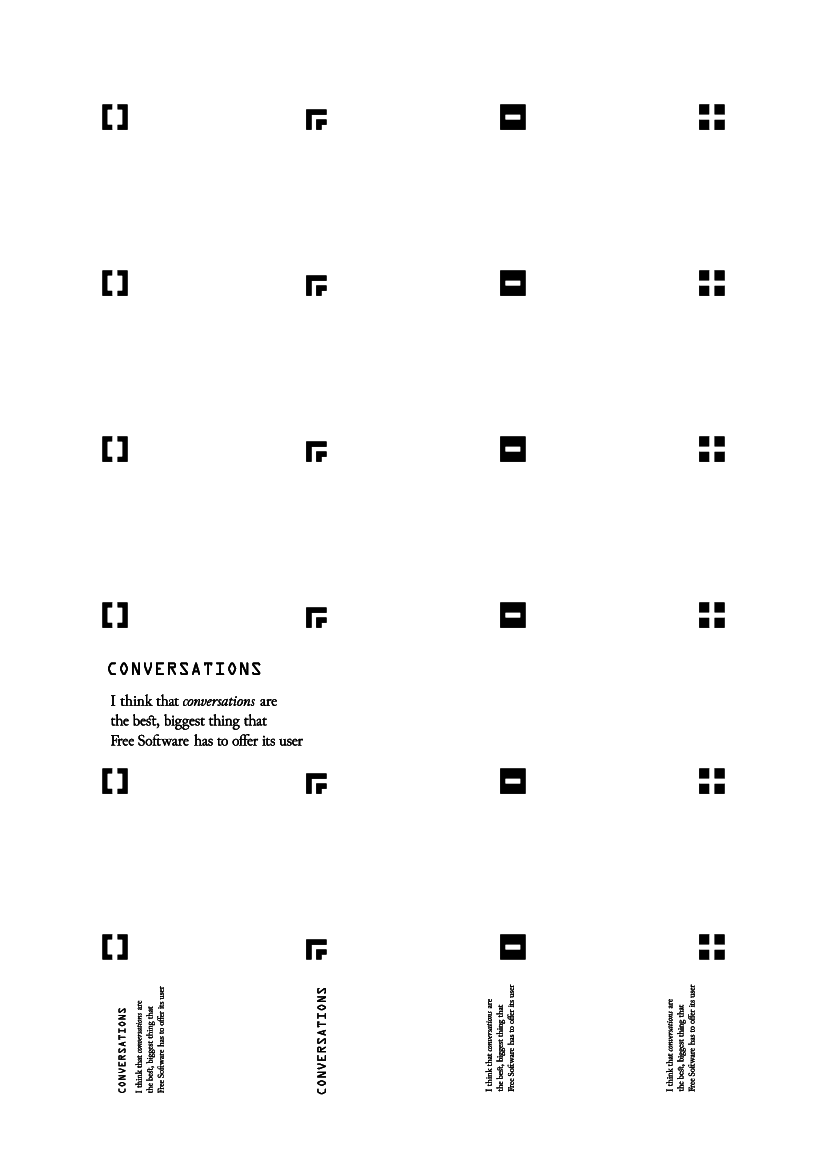 CONVERSATIONS
I think that conversations are
the best, biggest thing that
Free Software has to offer its user
CONVERSATIONS
I think that conversations are
the best, biggest thing that
Free Software has to offer its user
CONVERSATIONS
I think that conversations are
the best, biggest thing that
Free Software has to offer its user
I think that conversations are
the best, biggest thing that
Free Software has to offer its user